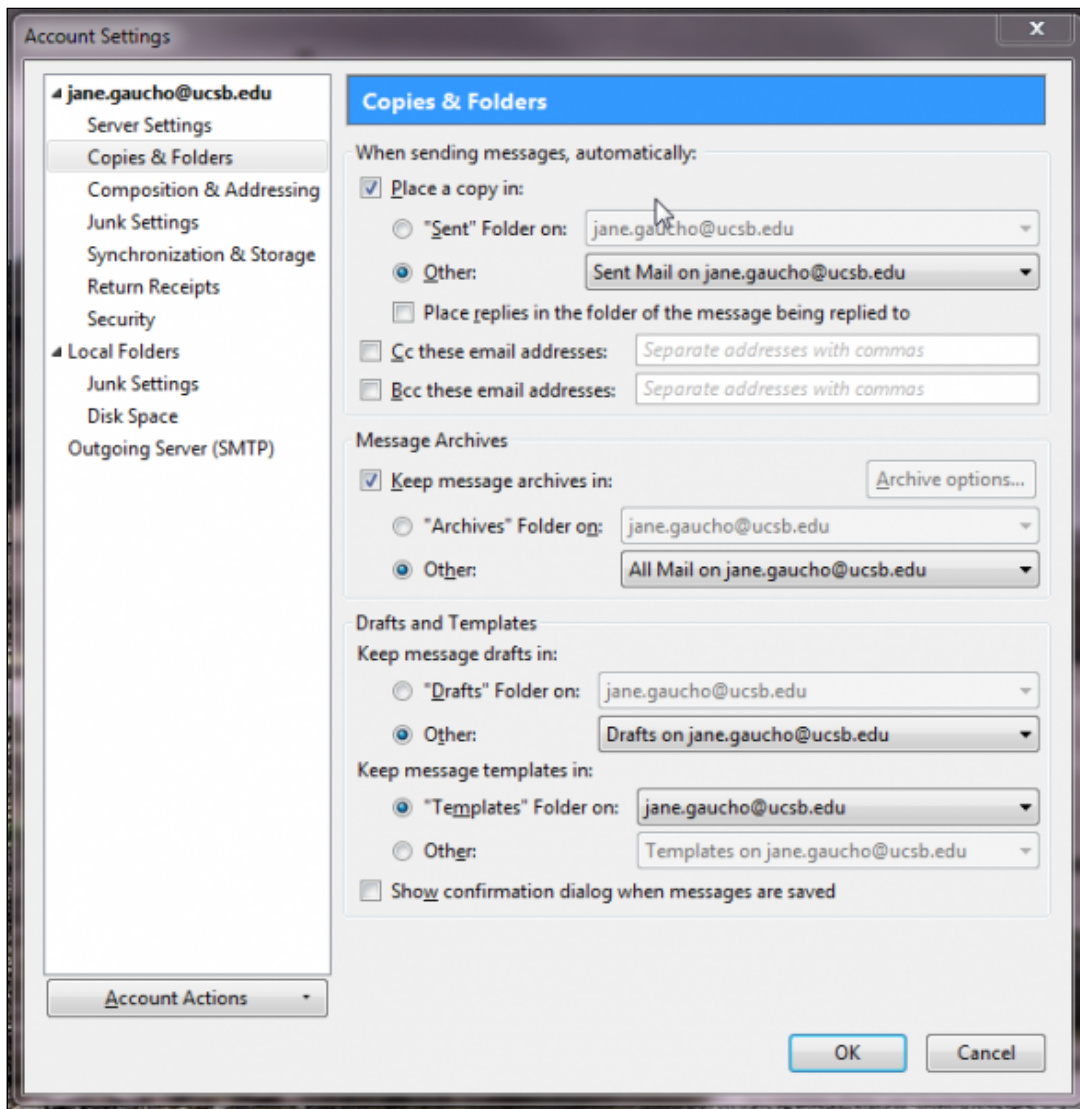 Account Settings
x
jane.gaucho@ucsb.edu
Server Settings
Copies & Folders
Composition & Addressing
Junk Settings
Synchronization & Storage
Return Receipts
Security
Local Folders
Junk Settings
Disk Space
Outgoing Server (SMTP)
Account Actions
Copies & Folders
When sending messages, automatically:
Place a copy in:
"Sent" Folder on: jane.gaucho@ucsb.edu
Other: Sent Mail on jane.gaucho@ucsb.edu
Place replies in the folder of the message being replied to
Cc these email addresses: Separate addresses with commas
Bcc these email addresses: Separate addresses with commas
Message Archives
Keep message archives in: Archive options...
"Archives" Folder on: jane.gaucho@ucsb.edu
Other: All Mail on jane.gaucho@ucsb.edu
Drafts and Templates
Keep message drafts in:
"Drafts" Folder on: jane.gaucho@ucsb.edu
Other: Drafts on jane.gaucho@ucsb.edu
Keep message templates in:
"Templates" Folder on: jane.gaucho@ucsb.edu
Other: Templates on jane.gaucho@ucsb.edu
Show confirmation dialog when messages are saved
OK Cancel